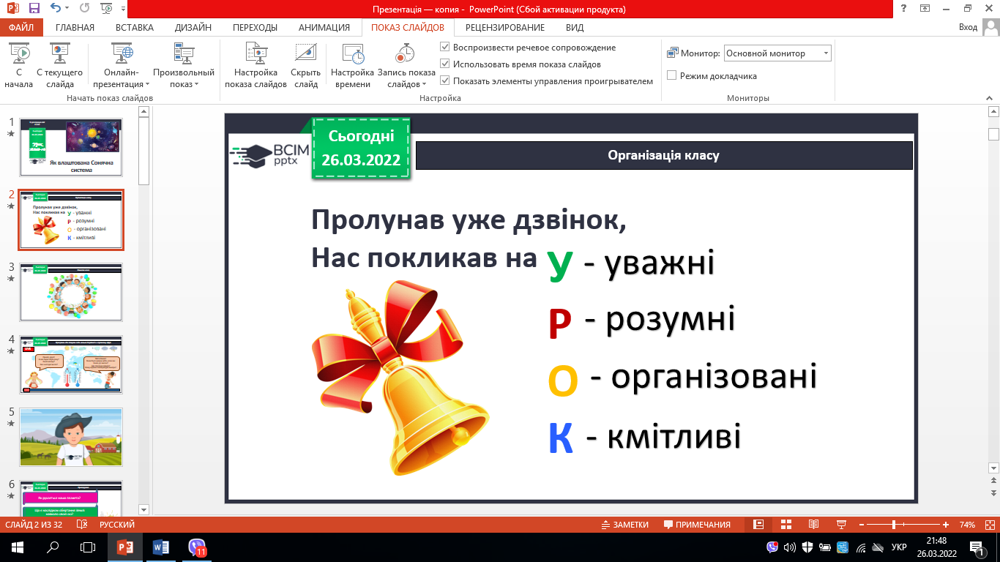 Презентація — копия - PowerPoint (Сбой активации продукта)
ФАЙЛ ГЛАВНАЯ ВСТАВКА ДИЗАЙН ПЕРЕХОДЫ АНИМАЦИЯ ПОКАЗ СЛАЙДОВ РЕЦЕНЗИРОВАНИЕ ВИД Вход
С начала
С текущего слайда
Онлайн-презентация
Произвольный показ
Начать показ слайдов
Настройка показа слайдов
Скрыть слайд
Настройка времени
Запись показа слайдов
Воспроизвести речевое сопровождение
Использовать время показа слайдов
Показать элементы управления проигрывателем
Настройка
Монитор: Основной монитор
Режим докладчика
Мониторы
1
Як влаштована Сонячна
система
2
Пролунав уже дзвінок,
Нас покликав на У - уважні
Р - розумні
О - організовані
К - кмітливі
3
4
5
6
Як рухається наша планета?
Сьогодні
26.03.2022
ВСІМ
pptx
Організація класу
Пролунав уже дзвінок,
Нас покликав на У - уважні
Р - розумні
О - організовані
К - кмітливі
СЛАЙД 2 ИЗ 32 РУССКИЙ ЗАМЕТКИ ПРИМЕЧАНИЯ 74%
11
УКР
21:48
26.03.2022
1